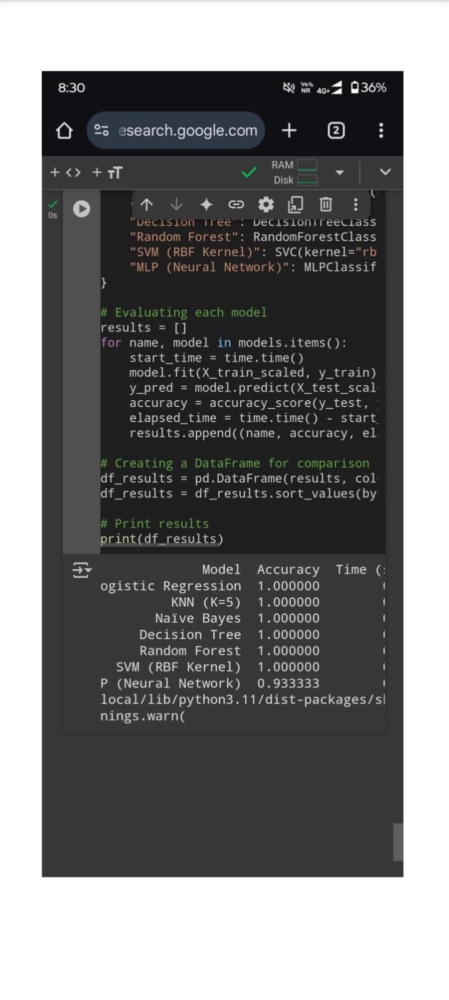 8:30 Vo NR 4G+ 36%
esearch.google.com + 2
+ <> + TT RAM
Disk
0s
"Decision Tree": DecisionTreeClass
"Random Forest": RandomForestClass
"SVM (RBF Kernel)": SVC(kernel="rb
"MLP (Neural Network)": MLPClassif
}
# Evaluating each model
results = []
for name, model in models.items():
start_time = time.time()
model.fit(X_train_scaled, y_train)
y_pred = model.predict(X_test_scal
accuracy = accuracy_score(y_test,
elapsed_time = time.time() - start_
results.append((name, accuracy, el
# Creating a DataFrame for comparison
df_results = pd.DataFrame(results, col
df_results = df_results.sort_values(by
# Print results
print(df_results)
Model Accuracy Time (
ogistic Regression 1.000000
KNN (K=5) 1.000000
Naïve Bayes 1.000000
Decision Tree 1.000000
Random Forest 1.000000
SVM (RBF Kernel) 1.000000
P (Neural Network) 0.933333
local/lib/python3.11/dist-packages/sl
nings.warn(